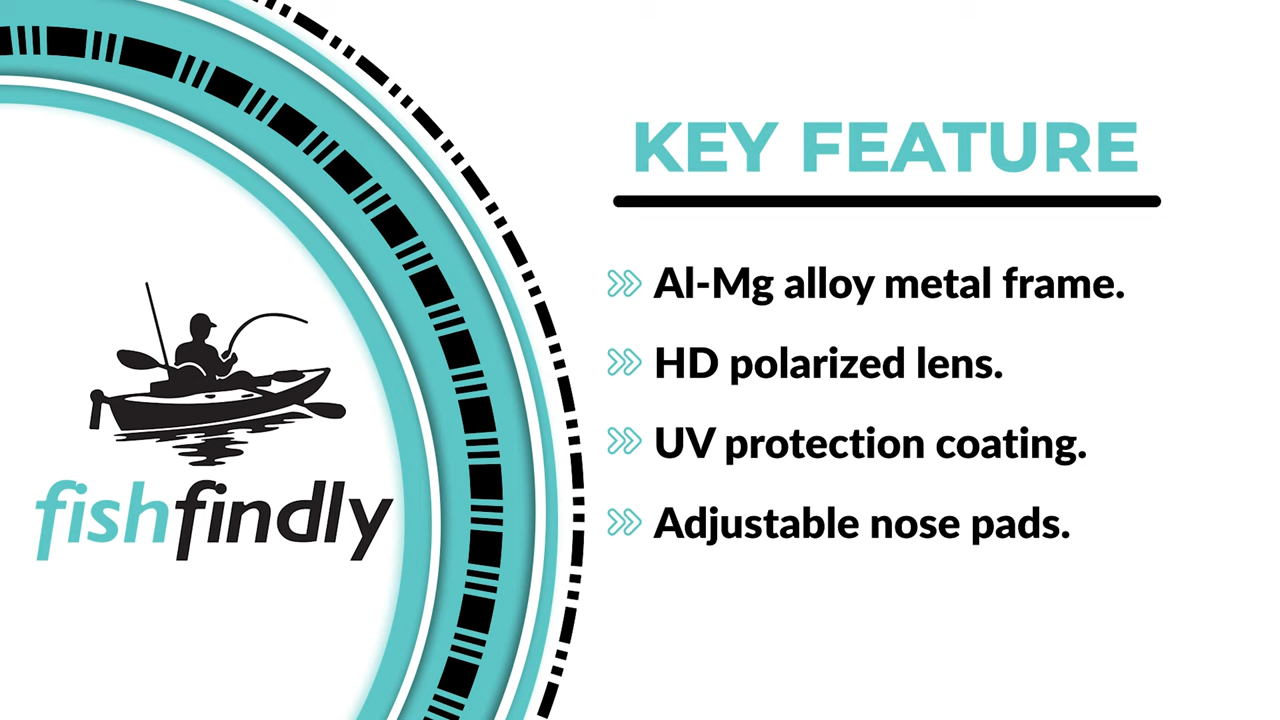 KEY FEATURE
Al-Mg alloy metal frame.
HD polarized lens.
UV protection coating.
Adjustable nose pads.
fishfindly